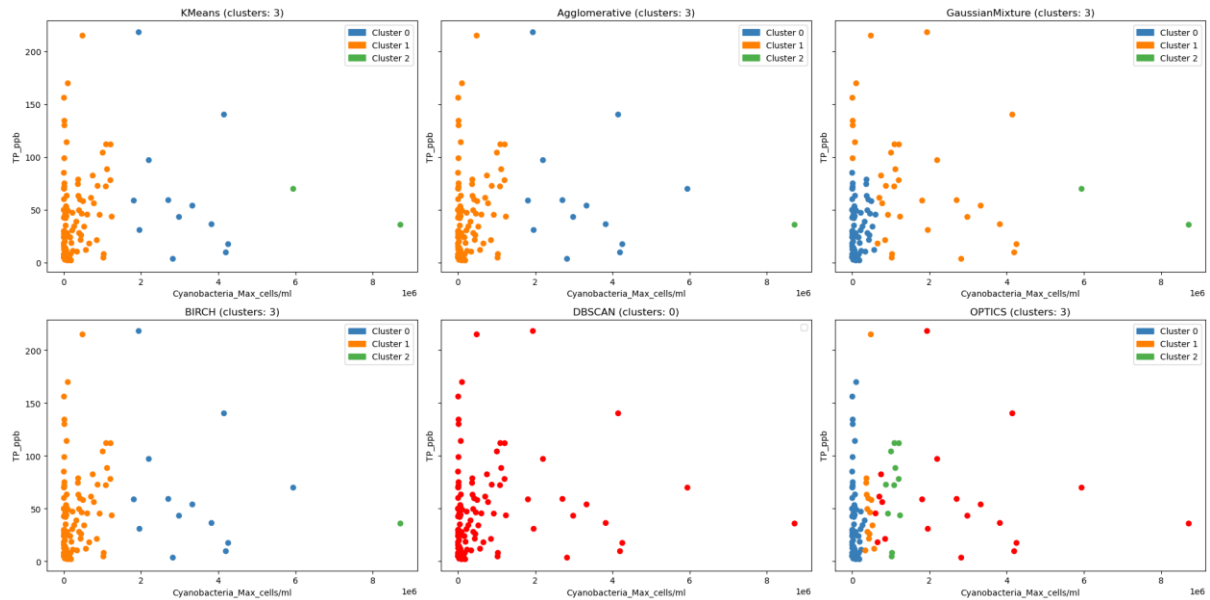 KMeans (clusters: 3)
Cluster 0
Cluster 1
Cluster 2
TP_ppb
200
150
100
50
0
0
2
4
6
8
1e6
Cyanobacteria_Max_cells/ml
Agglomerative (clusters: 3)
Cluster 0
Cluster 1
Cluster 2
TP_ppb
0
2
4
6
8
1e6
Cyanobacteria_Max_cells/ml
GaussianMixture (clusters: 3)
Cluster 0
Cluster 1
Cluster 2
TP_ppb
0
2
4
6
8
1e6
Cyanobacteria_Max_cells/ml
BIRCH (clusters: 3)
Cluster 0
Cluster 1
Cluster 2
TP_ppb
200
150
100
50
0
0
2
4
6
8
1e6
Cyanobacteria_Max_cells/ml
DBSCAN (clusters: 0)
TP_ppb
0
2
4
6
8
1e6
Cyanobacteria_Max_cells/ml
OPTICS (clusters: 3)
Cluster 0
Cluster 1
Cluster 2
TP_ppb
0
2
4
6
8
1e6
Cyanobacteria_Max_cells/ml